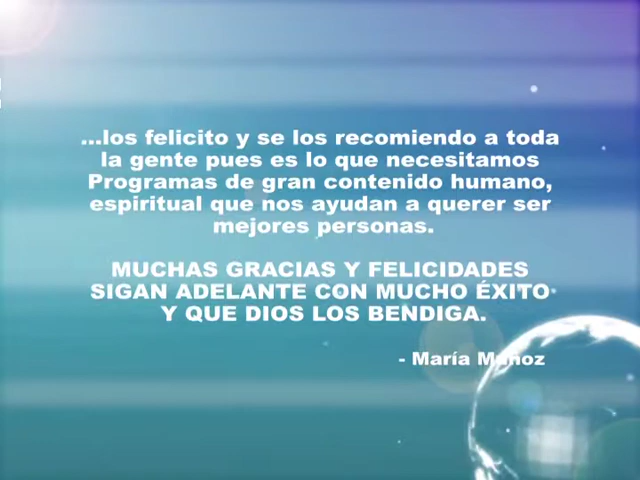 ...los felicito y se los recomiendo a toda
la gente pues es lo que necesitamos
Programas de gran contenido humano,
espiritual que nos ayudan a querer ser
mejores personas.
MUCHAS GRACIAS Y FELICIDADES
SIGAN ADELANTE CON MUCHO ÉXITO
Y QUE DIOS LOS BENDIGA.
- María Muñoz